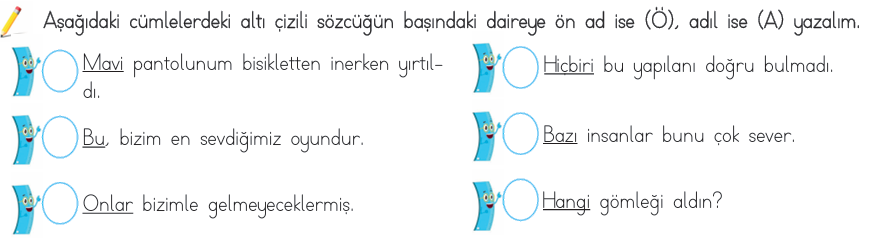 Aşağıdaki cümlelerdeki altı çizili sözcüğün başındaki daireye ön ad ise (Ö), adıl ise (A) yazalım.
Mavi pantolunum bisikletten inerken yırtıl-
dı.
Hiçbiri bu yapılanı doğru bulmadı.
Bu, bizim en sevdiğimiz oyundur.
Bazı insanlar bunu çok sever.
Onlar bizimle gelmeyeceklermiş.
Hangi gömleği aldın?